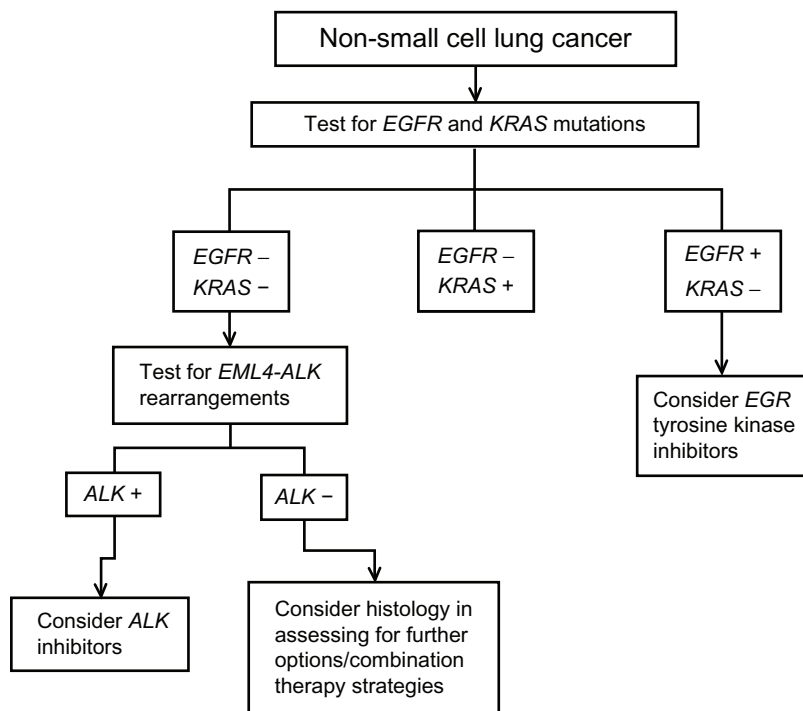 Non-small cell lung cancer
Test for EGFR and KRAS mutations
EGFR –
KRAS −
EGFR –
KRAS +
EGFR +
KRAS –
Test for EML4-ALK
rearrangements
Consider EGR
tyrosine kinase
inhibitors
ALK +
ALK −
Consider ALK
inhibitors
Consider histology in
assessing for further
options/combination
therapy strategies